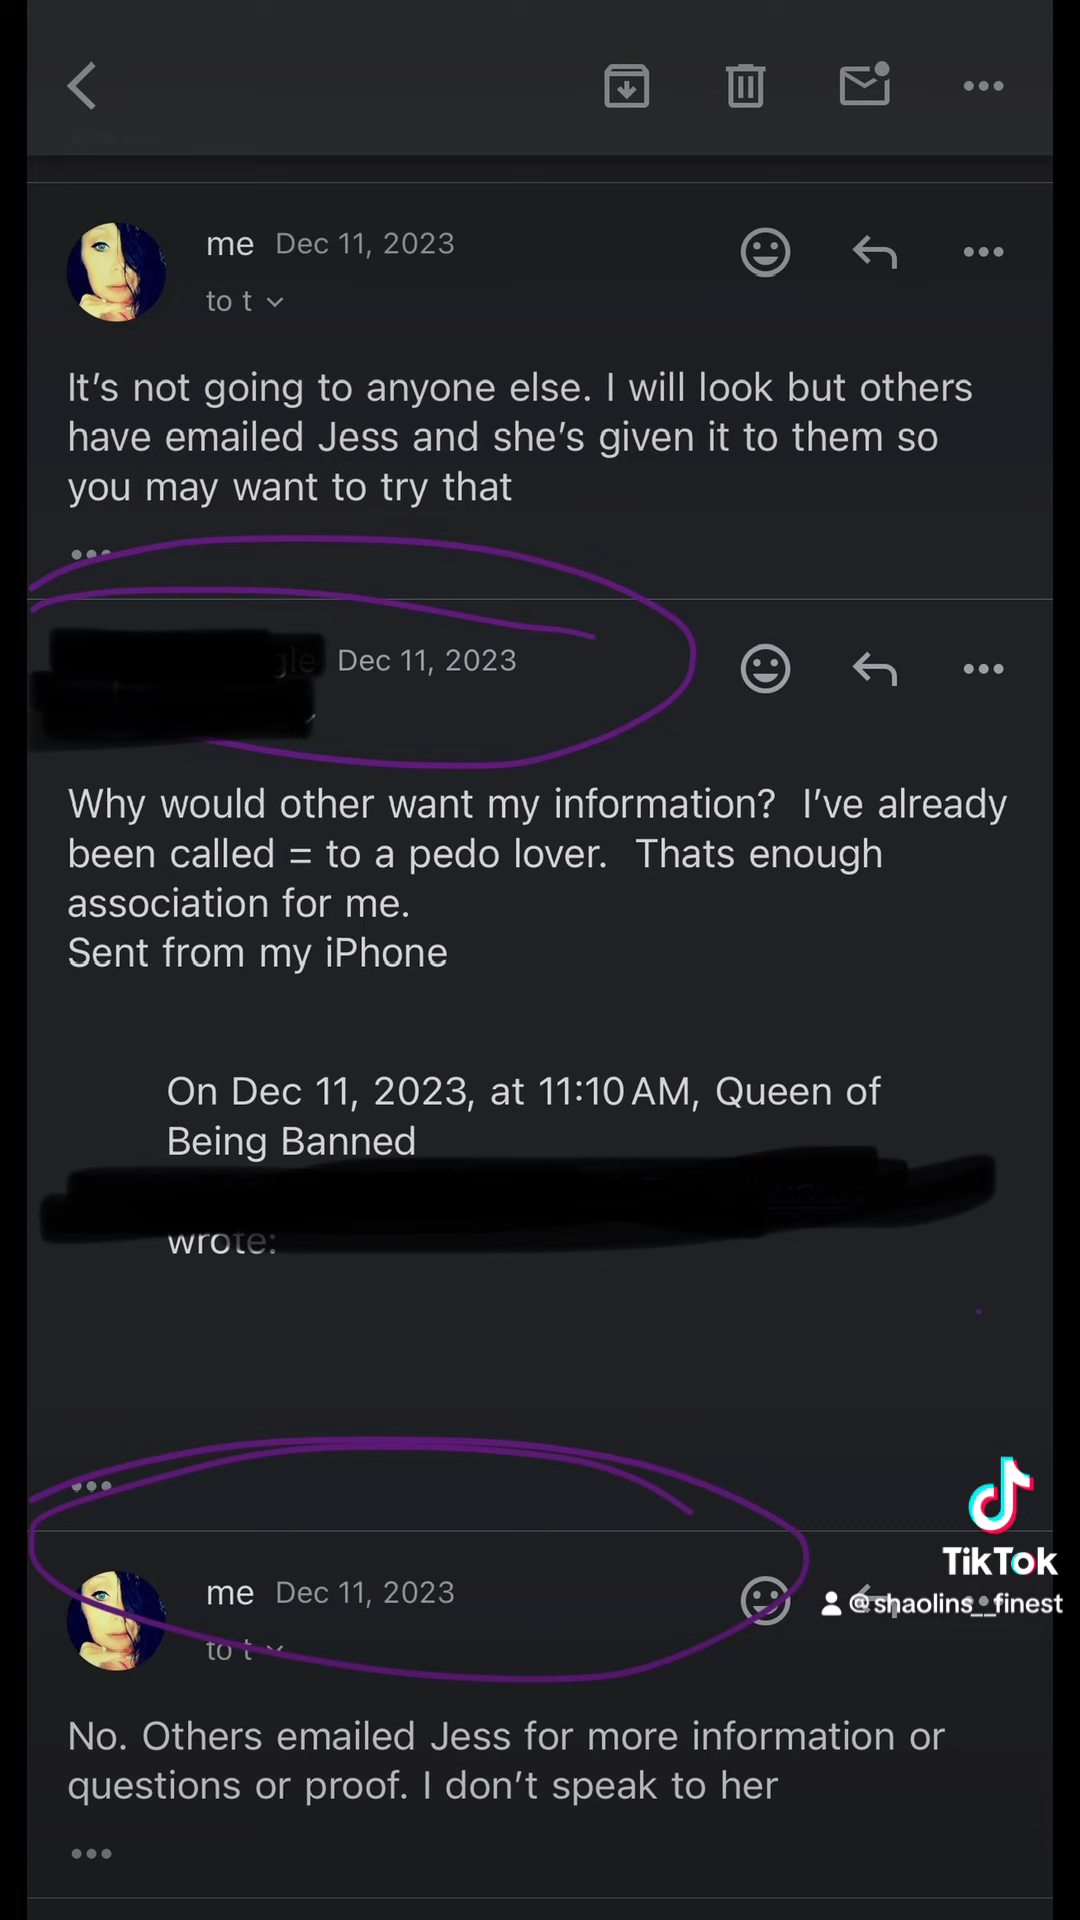 me Dec 11, 2023
to t
It's not going to anyone else. I will look but others
have emailed Jess and she's given it to them so
you may want to try that
Dec 11, 2023
Why would other want my information?  I've already
been called = to a pedo lover.  Thats enough
association for me.
Sent from my iPhone
On Dec 11, 2023, at 11:10 AM, Queen of
Being Banned
wrote:
TikTok
@shaolins__finest
me Dec 11, 2023
to t
No. Others emailed Jess for more information or
questions or proof. I don't speak to her